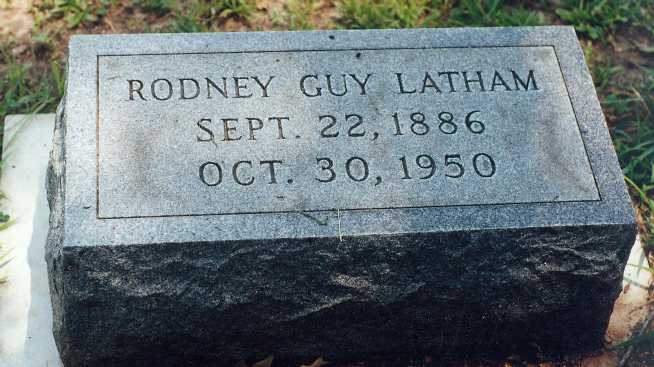 RODNEY GUY LATHAM
SEPT. 22, 1886
OCT. 30, 1950